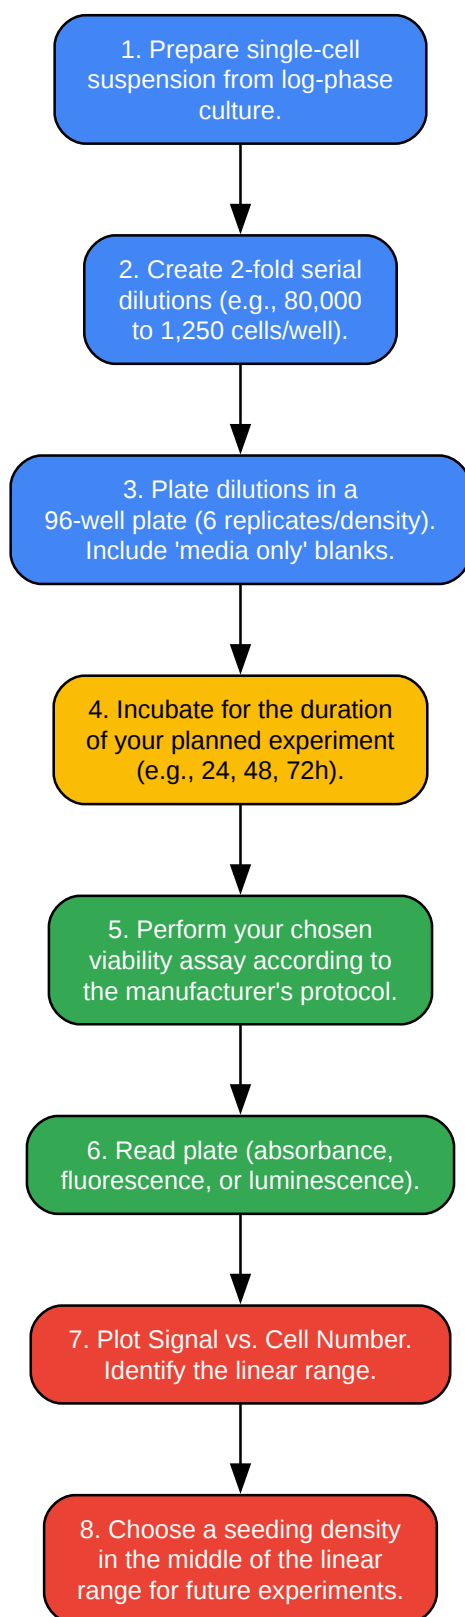 1. Prepare single-cell
suspension from log-phase
culture.
2. Create 2-fold serial
dilutions (e.g., 80,000
to 1,250 cells/well).
3. Plate dilutions in a
96-well plate (6 replicates/density).
Include 'media only' blanks.
4. Incubate for the duration
of your planned experiment
(e.g., 24, 48, 72h).
5. Perform your chosen
viability assay according to
the manufacturer's protocol.
6. Read plate (absorbance,
fluorescence, or luminescence).
7. Plot Signal vs. Cell Number.
Identify the linear range.
8. Choose a seeding density
in the middle of the linear
range for future experiments.